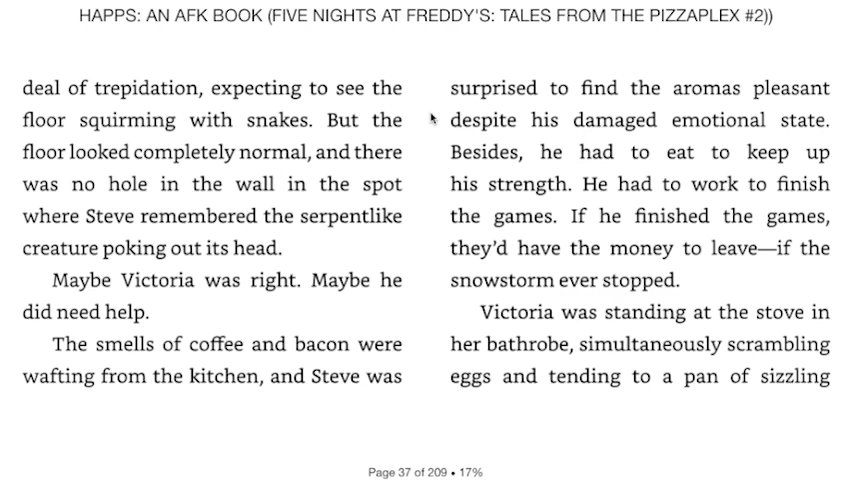 HAPPS: AN AFK BOOK (FIVE NIGHTS AT FREDDY'S: TALES FROM THE PIZZAPLEX #2))
deal of trepidation, expecting to see the
floor squirming with snakes. But the
floor looked completely normal, and there
was no hole in the wall in the spot
where Steve remembered the serpentlike
creature poking out its head.
Maybe Victoria was right. Maybe he
did need help.
The smells of coffee and bacon were
wafting from the kitchen, and Steve was
surprised to find the aromas pleasant
despite his damaged emotional state.
Besides, he had to eat to keep up
his strength. He had to work to finish
the games. If he finished the games,
they’d have the money to leave—if the
snowstorm ever stopped.
Victoria was standing at the stove in
her bathrobe, simultaneously scrambling
eggs and tending to a pan of sizzling
Page 37 of 209 • 17%